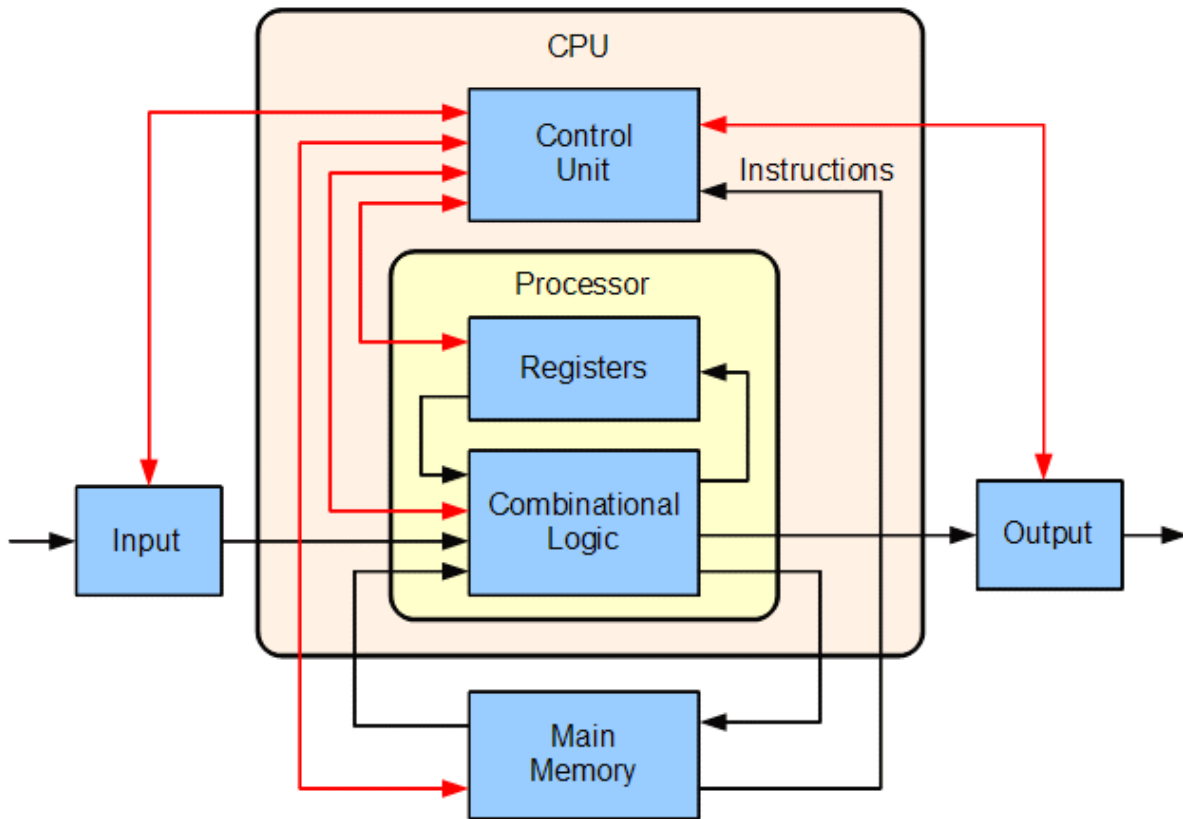 CPU
Control
Unit
Instructions
Processor
Registers
Combinational
Logic
Input
Output
Main
Memory